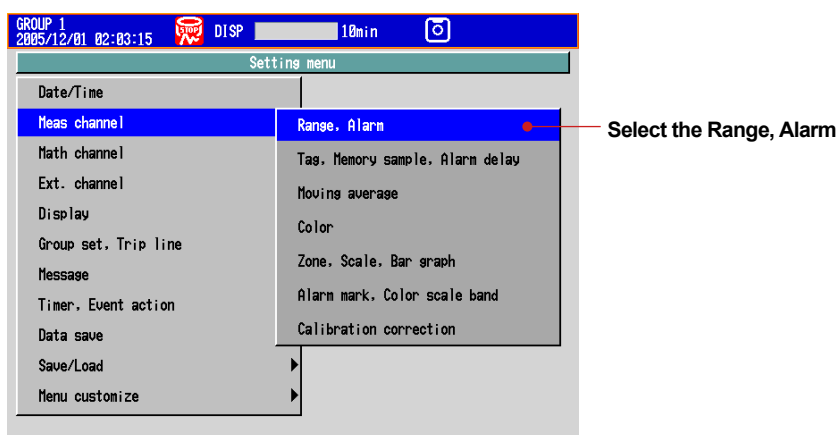 GROUP 1
2005/12/01 02:03:15 STOP DISP 10min
Setting menu
Date/Time
Meas channel
Math channel
Ext. channel
Display
Group set, Trip line
Message
Timer, Event action
Data save
Save/Load
Menu customize
Range, Alarm
Tag, Memory sample, Alarm delay
Moving average
Color
Zone, Scale, Bar graph
Alarm mark, Color scale band
Calibration correction
Select the Range, Alarm